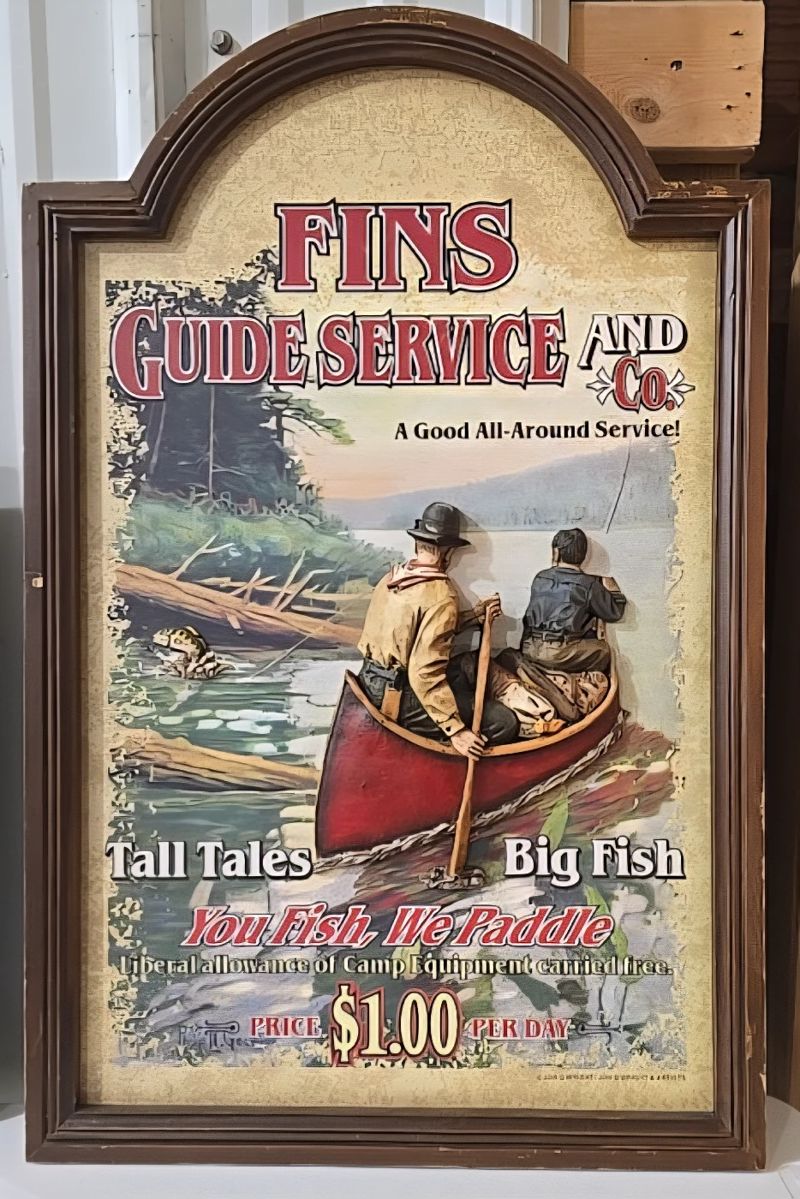 FINS
GUIDE SERVICE AND CO.
A Good All-Around Service!
Tall Tales Big Fish
You Fish, We Paddle
Liberal allowance of Camp Equipment carried free.
PRICE $1.00 PER DAY